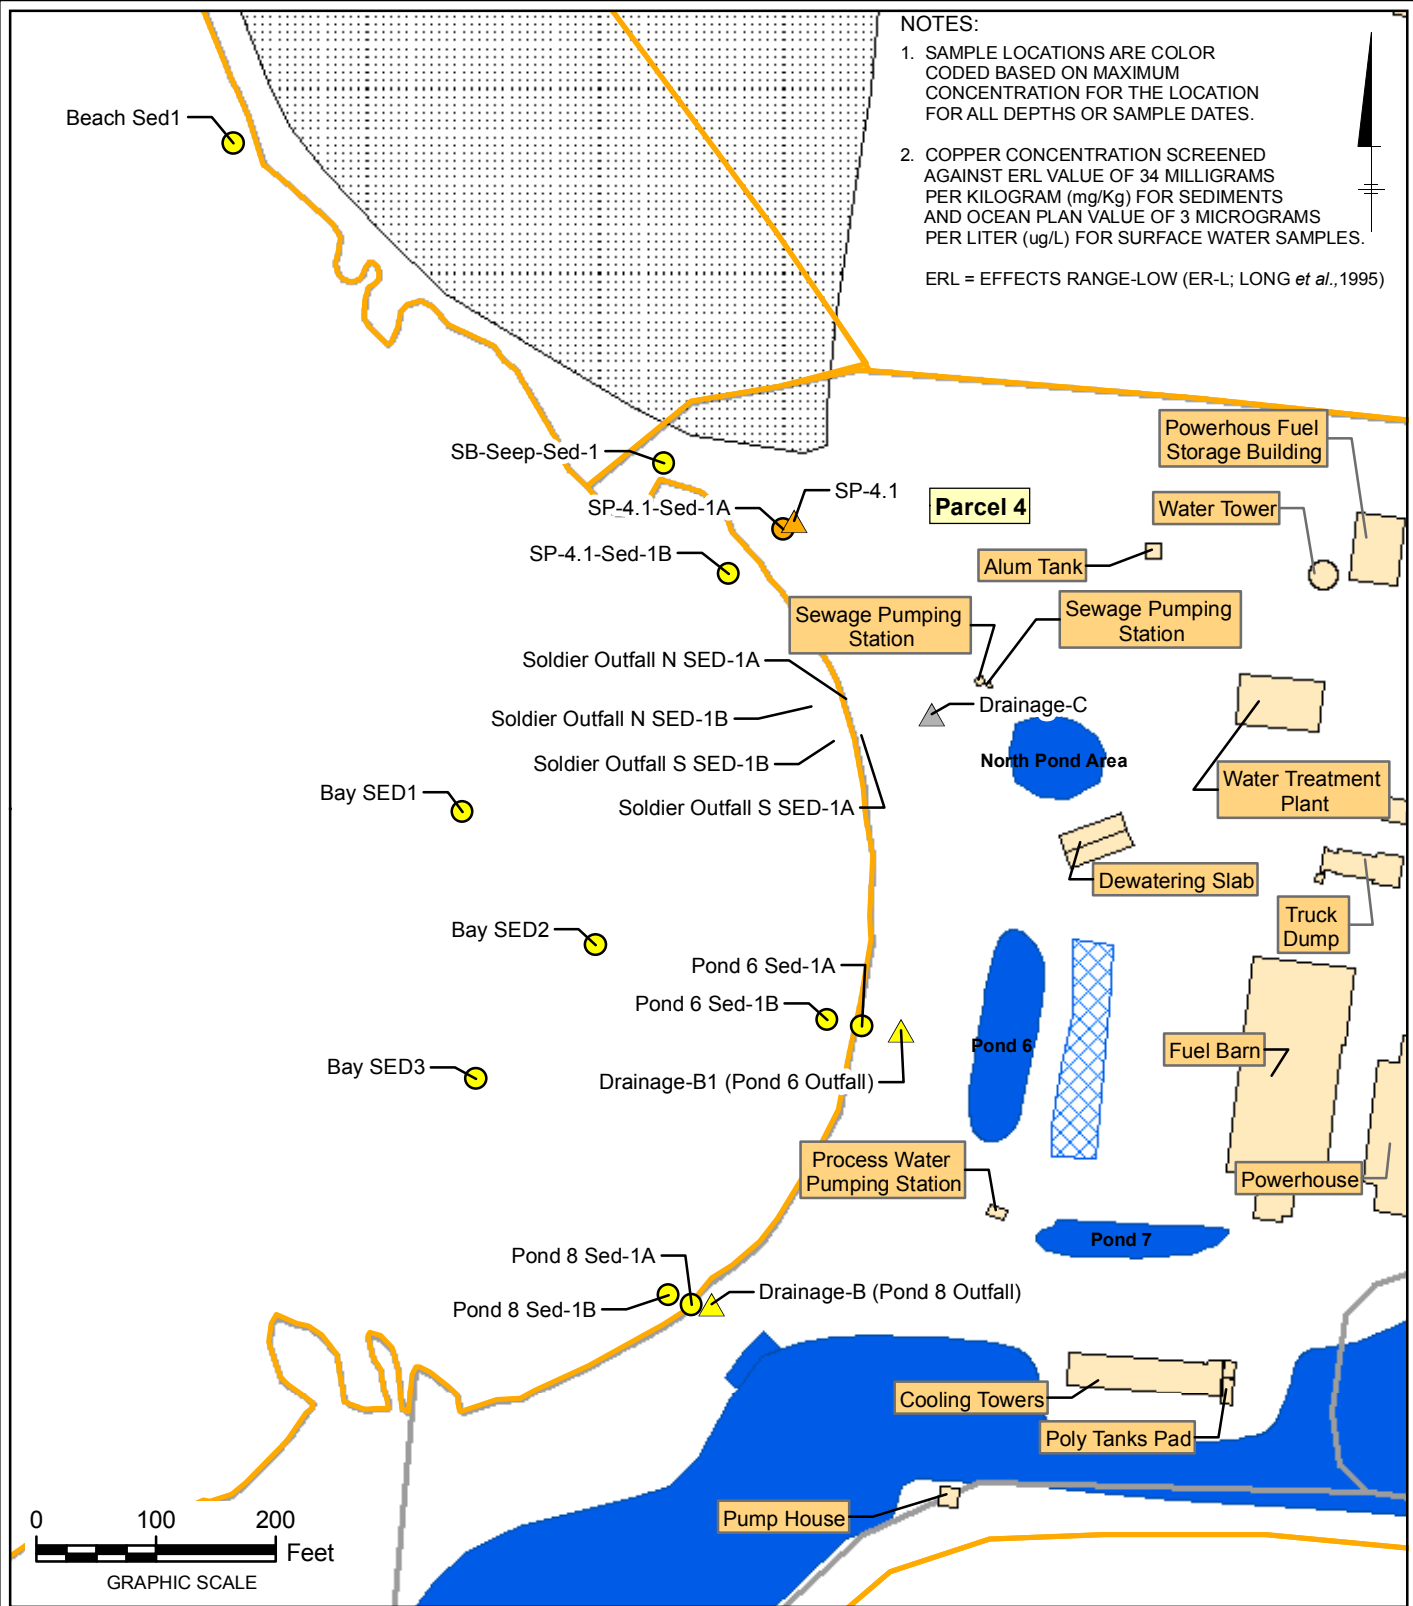 NOTES:
1. SAMPLE LOCATIONS ARE COLOR
CODED BASED ON MAXIMUM
CONCENTRATION FOR THE LOCATION
FOR ALL DEPTHS OR SAMPLE DATES.
2. COPPER CONCENTRATION SCREENED
AGAINST ERL VALUE OF 34 MILLIGRAMS
PER KILOGRAM (mg/Kg) FOR SEDIMENTS
AND OCEAN PLAN VALUE OF 3 MICROGRAMS
PER LITER (ug/L) FOR SURFACE WATER SAMPLES.
ERL = EFFECTS RANGE-LOW (ER-L; LONG et al.,1995)
Beach Sed1
Powerhous Fuel
Storage Building
SB-Seep-Sed-1
SP-4.1
SP-4.1-Sed-1A
Parcel 4
Water Tower
SP-4.1-Sed-1B
Alum Tank
Sewage Pumping
Station
Sewage Pumping
Station
Soldier Outfall N SED-1A
Drainage-C
Soldier Outfall N SED-1B
North Pond Area
Soldier Outfall S SED-1B
Water Treatment
Plant
Bay SED1
Soldier Outfall S SED-1A
Dewatering Slab
Truck
Dump
Bay SED2
Pond 6 Sed-1A
Pond 6 Sed-1B
Pond 6
Fuel Barn
Bay SED3
Drainage-B1 (Pond 6 Outfall)
Process Water
Pumping Station
Powerhouse
Pond 7
Pond 8 Sed-1A
Drainage-B (Pond 8 Outfall)
Pond 8 Sed-1B
Cooling Towers
Poly Tanks Pad
Pump House
0 100 200
Feet
GRAPHIC SCALE